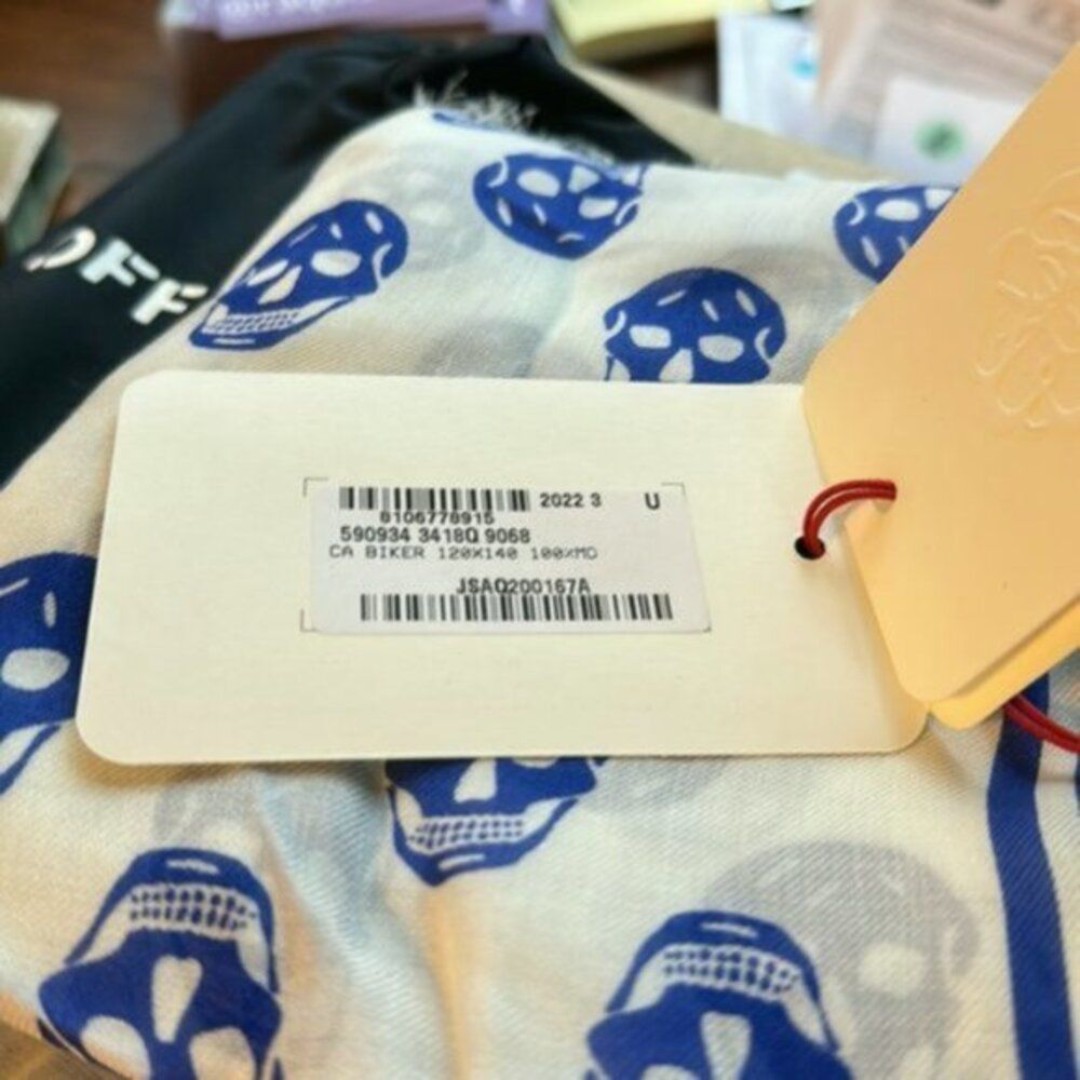 OFF
2022 3 U
8106778915
590934 3418Q 9068
CA BIKER 120X140 100%MD
JSAQ200167A